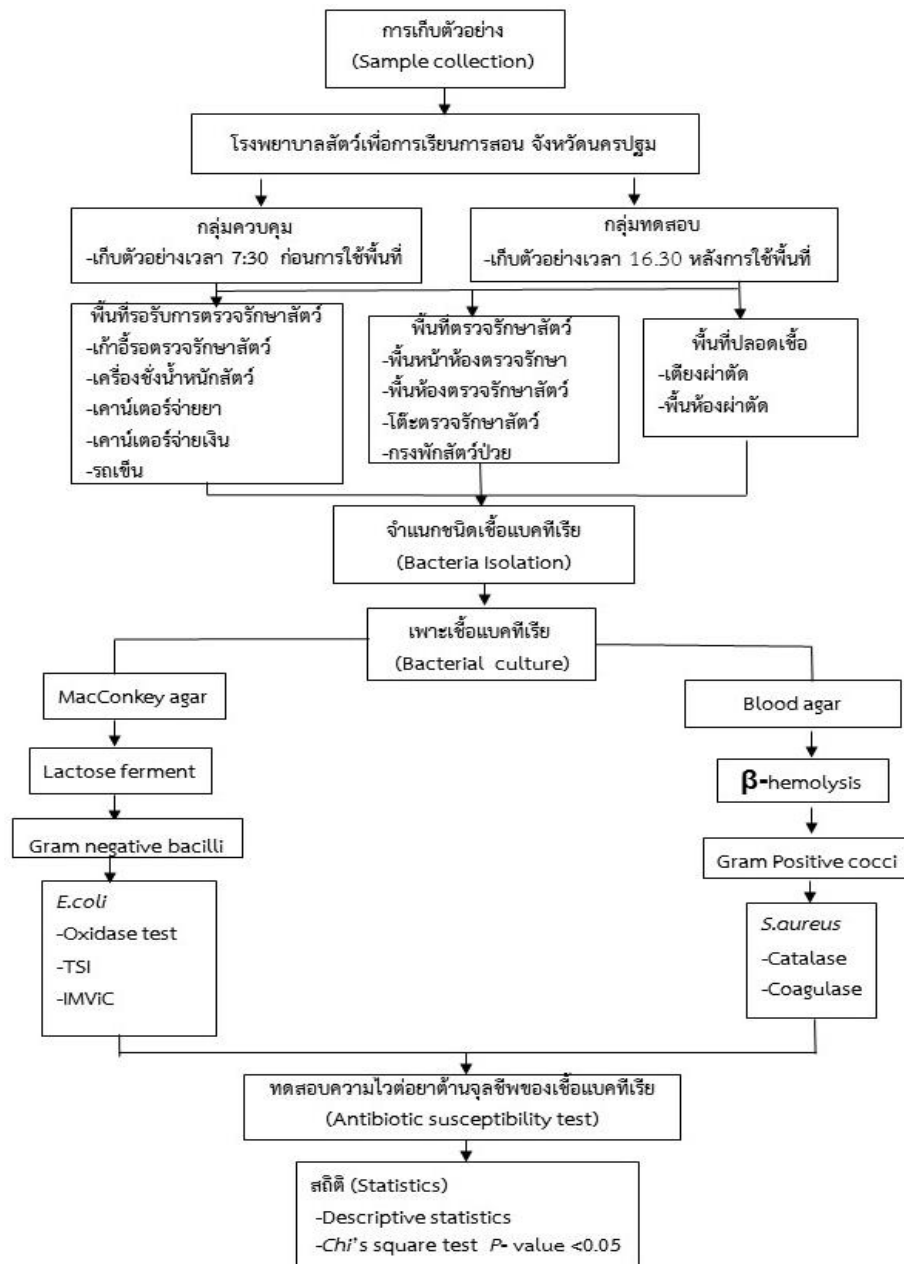 การเก็บตัวอย่าง
(Sample collection)
โรงพยาบาลสัตว์เพื่อการเรียนการสอน จังหวัดนครปฐม
กลุ่มควบคุม
-เก็บตัวอย่างเวลา 7:30 ก่อนการใช้พื้นที่
กลุ่มทดสอบ
-เก็บตัวอย่างเวลา 16.30 หลังการใช้พื้นที่
พื้นที่รอรับการตรวจรักษาสัตว์
-เก้าอี้รอตรวจรักษาสัตว์
-เครื่องชั่งน้ำหนักสัตว์
-เคาน์เตอร์จ่ายยา
-เคาน์เตอร์จ่ายเงิน
-รถเข็น
พื้นที่ตรวจรักษาสัตว์
-พื้นหน้าห้องตรวจรักษา
-พื้นห้องตรวจรักษาสัตว์
-โต๊ะตรวจรักษาสัตว์
-กรงพักสัตว์ป่วย
พื้นที่ปลอดเชื้อ
-เตียงผ่าตัด
-พื้นห้องผ่าตัด
จำแนกชนิดเชื้อแบคทีเรีย
(Bacteria Isolation)
เพาะเชื้อแบคทีเรีย
(Bacterial culture)
MacConkey agar
Lactose ferment
Gram negative bacilli
E.coli
-Oxidase test
-TSI
-IMViC
Blood agar
β-hemolysis
Gram Positive cocci
S.aureus
-Catalase
-Coagulase
ทดสอบความไวต่อยาต้านจุลชีพของเชื้อแบคทีเรีย
(Antibiotic susceptibility test)
สถิติ (Statistics)
-Descriptive statistics
-Chi's square test P- value <0.05